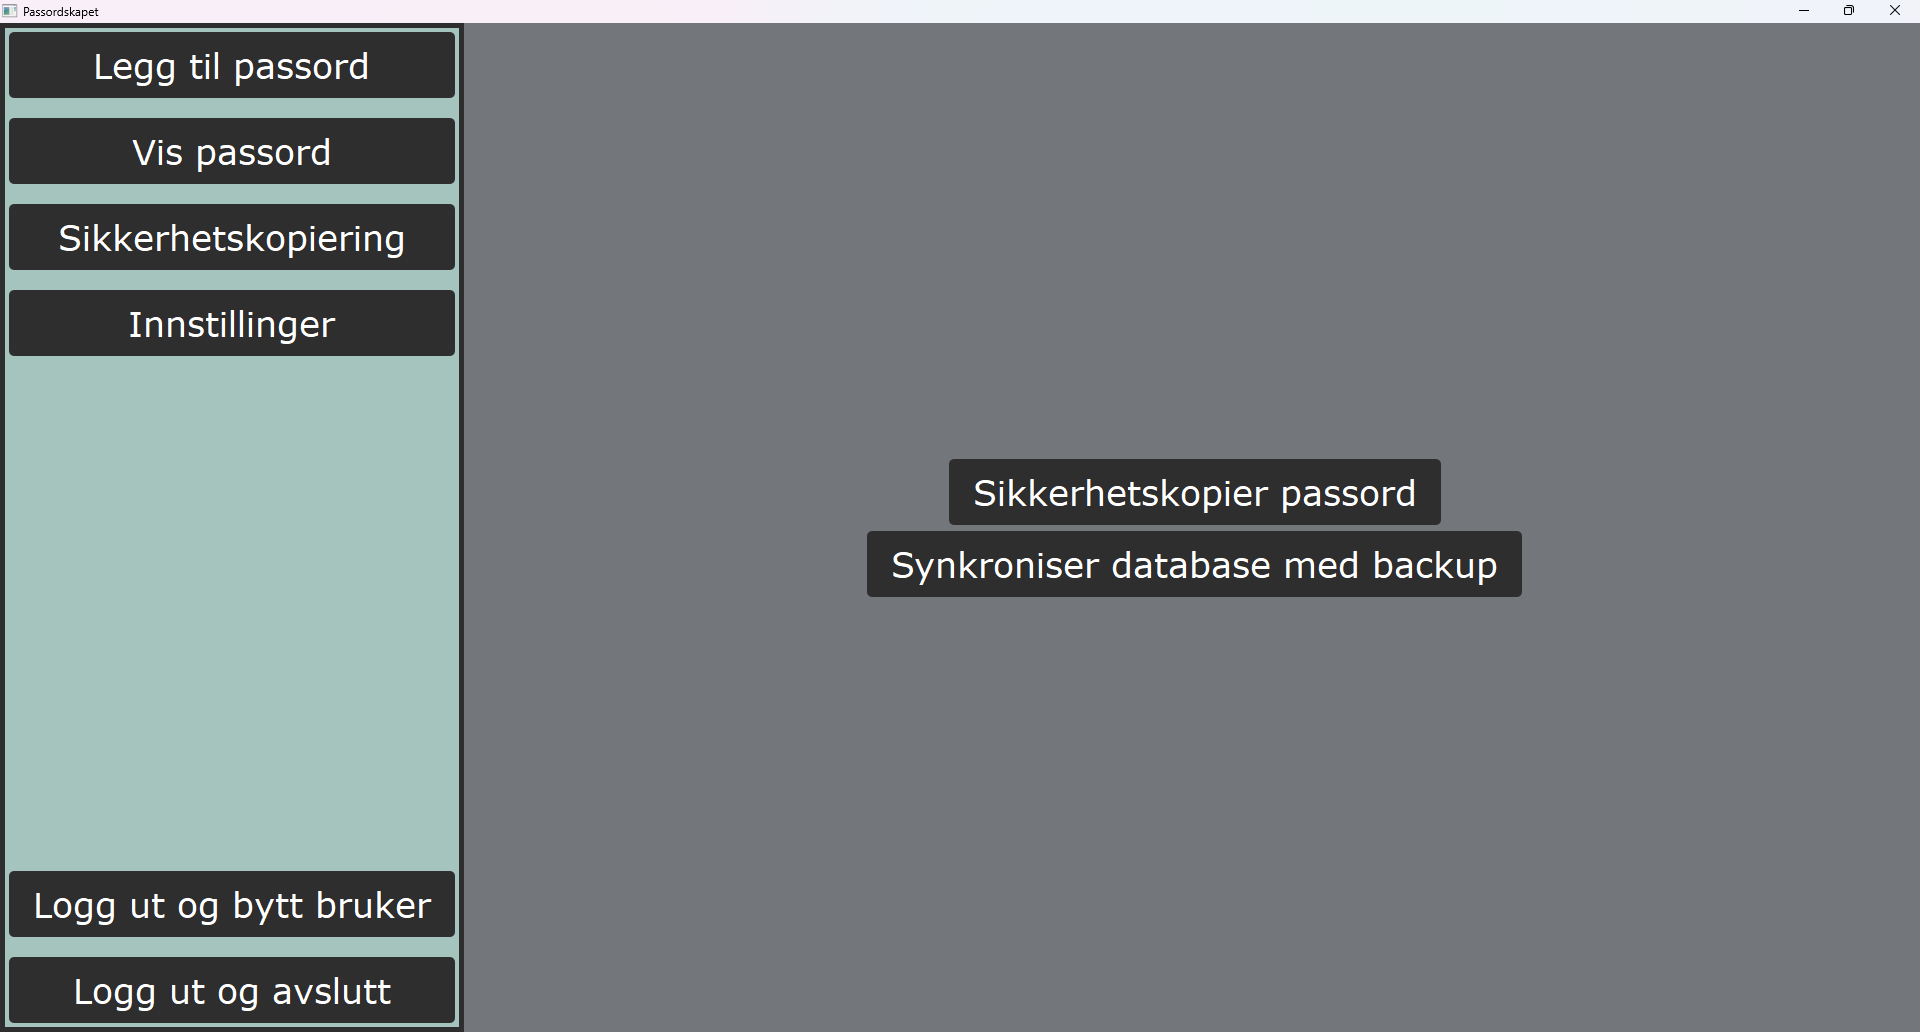 Passordskapet
Legg til passord
Vis passord
Sikkerhetskopiering
Innstillinger
Sikkerhetskopier passord
Synkroniser database med backup
Logg ut og bytt bruker
Logg ut og avslutt